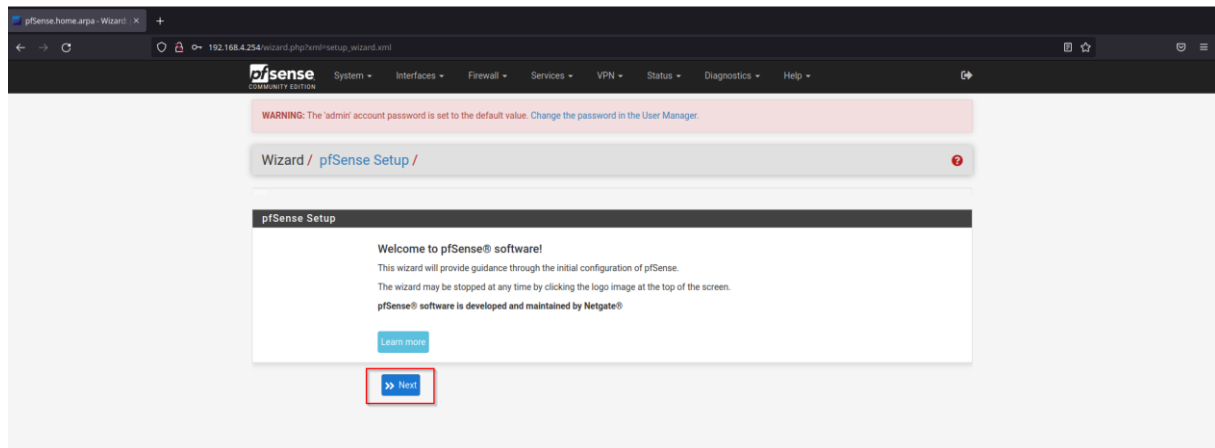 pfSense.home.arpa - Wizard:
192.168.4.254/wizard.php?xml=setup_wizard.xml
pfsense System Interfaces Firewall Services VPN Status Diagnostics Help
COMMUNITY EDITION
WARNING: The 'admin' account password is set to the default value. Change the password in the User Manager.
Wizard / pfSense Setup /
pfSense Setup
Welcome to pfSense® software!
This wizard will provide guidance through the initial configuration of pfSense.
The wizard may be stopped at any time by clicking the logo image at the top of the screen.
pfSense® software is developed and maintained by Netgate®
Learn more
Next